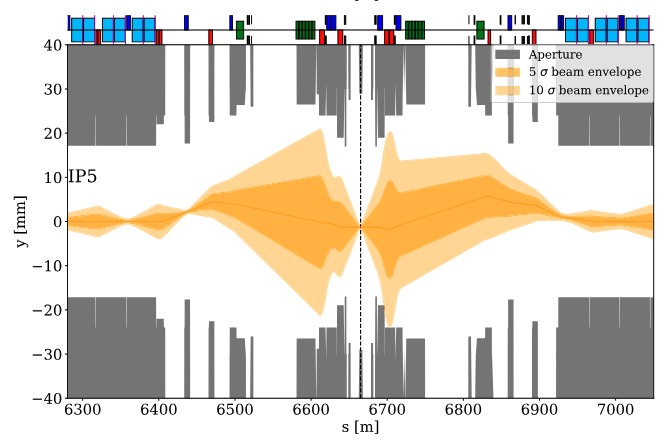 40
30
20
10
0
−10
−20
−30
−40
y [mm]
IP5
Aperture
5 σ beam envelope
10 σ beam envelope
6300 6400 6500 6600 6700 6800 6900 7000
s [m]